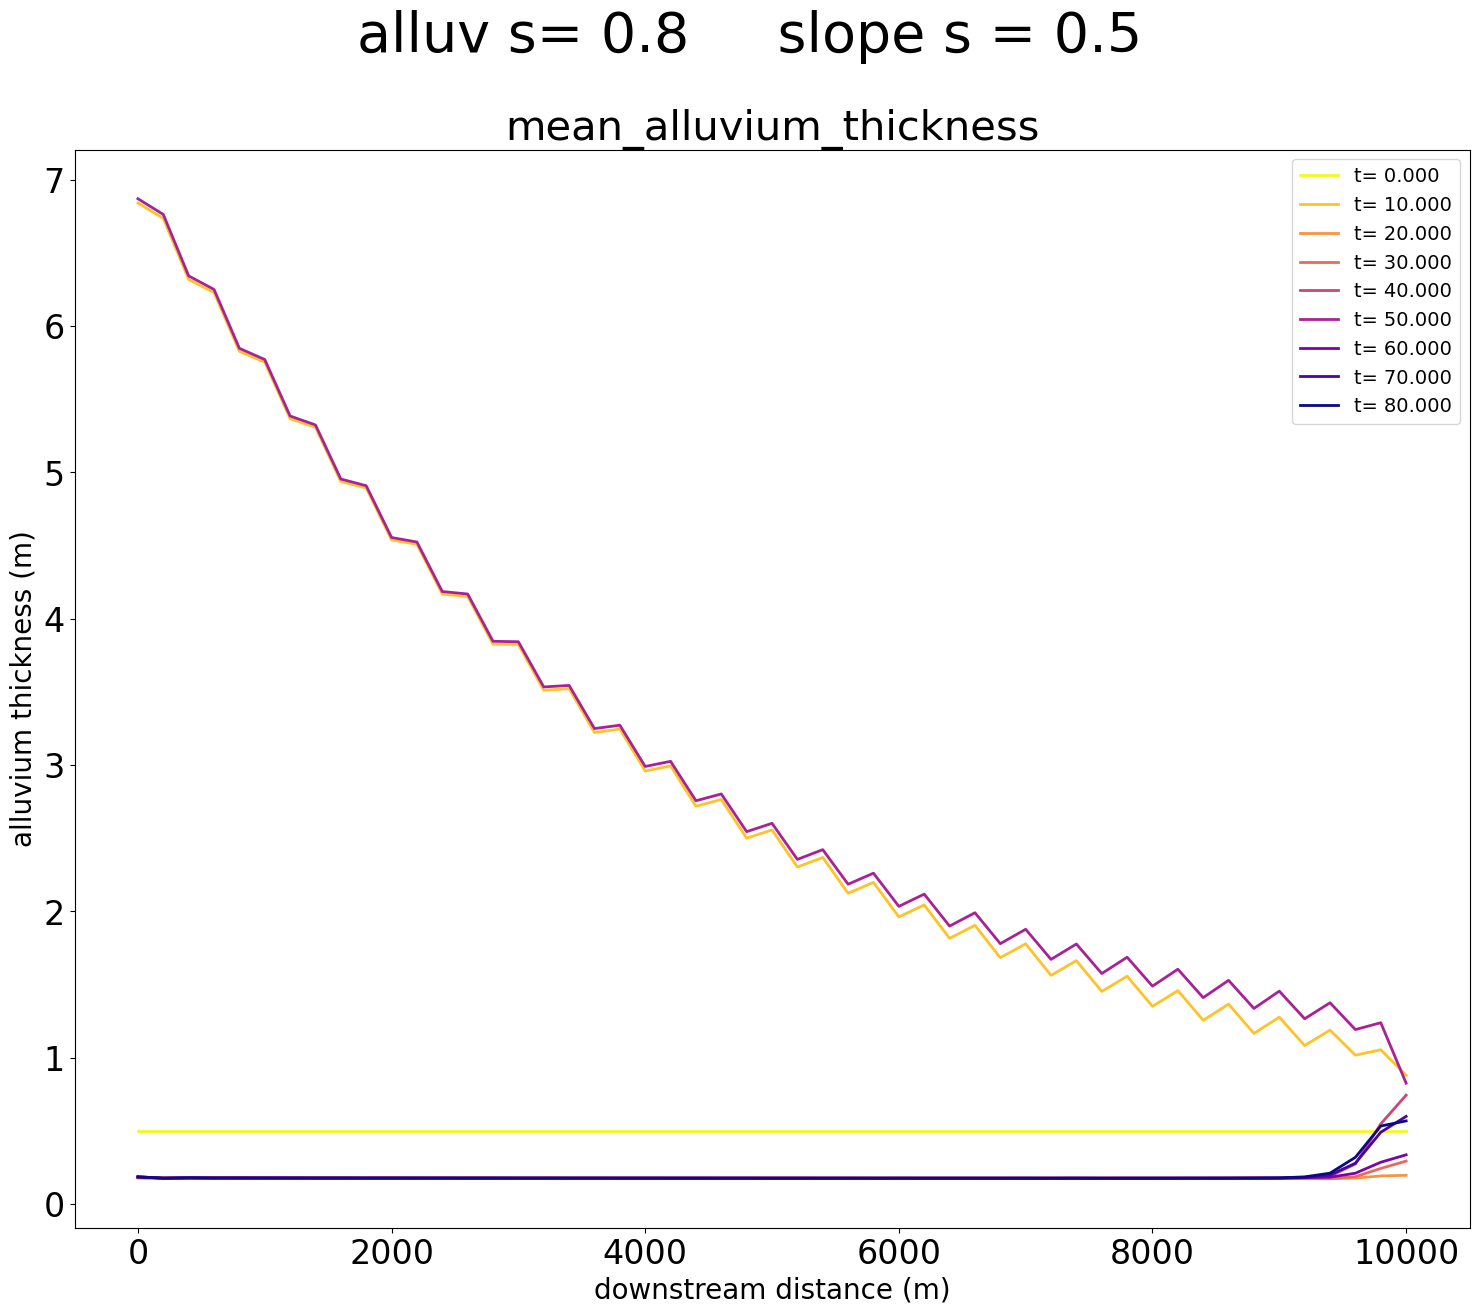 alluv s= 0.8     slope s = 0.5
mean_alluvium_thickness
7
6
5
4
3
2
1
0
alluvium thickness (m)
t= 0.000
t= 10.000
t= 20.000
t= 30.000
t= 40.000
t= 50.000
t= 60.000
t= 70.000
t= 80.000
0 2000 4000 6000 8000 10000
downstream distance (m)